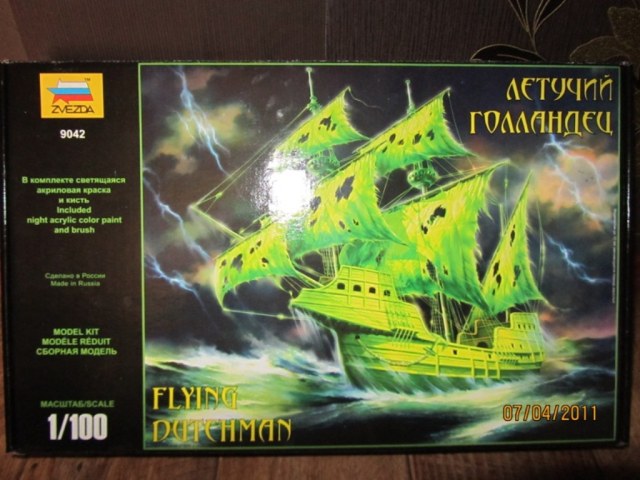 ZVEZDA
9042
В комплекте светящаяся
акриловая краска
и кисть
Included
night acrylic color paint
and brush
Сделано в России
Made in Russia
MODEL KIT
MODÈLE RÉDUIT
СБОРНАЯ МОДЕЛЬ
МАСШТАБ/SCALE
1/100
ЛЕТУЧИЙ
ГОЛЛАНДЕЦ
FLYING
DUTCHMAN
07/04/2011